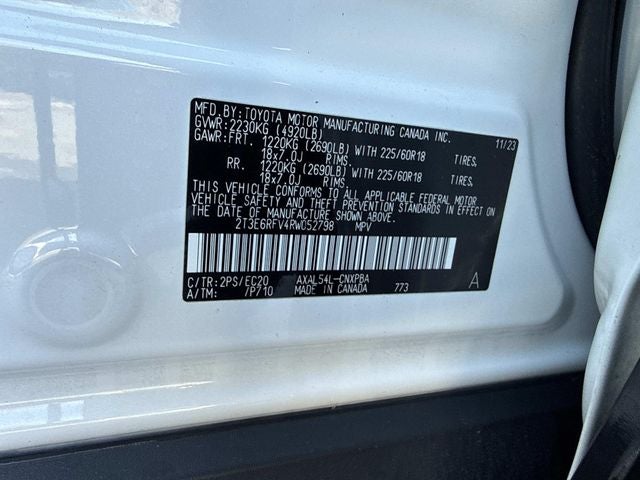 MFD.BY:TOYOTA MOTOR MANUFACTURING CANADA INC. 11/23
GVWR:2230KG (4920LB)
GAWR:FRT. 1220KG (2690LB) WITH 225/60R18 TIRES,
18x7.0J RIMS.
RR. 1220KG (2690LB) WITH 225/60R18 TIRES,
18x7.0J RIMS.
THIS VEHICLE CONFORMS TO ALL APPLICABLE FEDERAL MOTOR
VEHICLE SAFETY, BUMPER, AND THEFT PREVENTION STANDARDS
IN EFFECT ON THE DATE OF MANUFACTURE SHOWN ABOVE.
2T3E6RFV4RW052798 MPV
C/TR:2PS/EC20 AXAL54L-CNXPBA A
A/TM: /P710 MADE IN CANADA 773